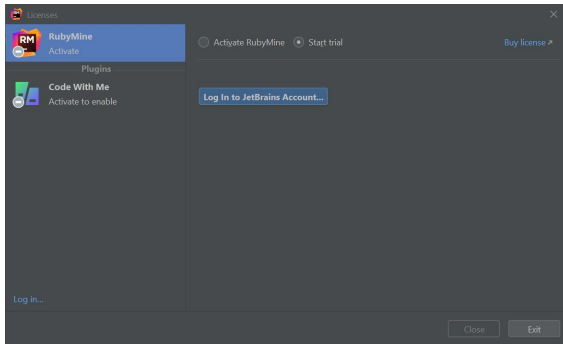 Licenses
RM
RubyMine
Activate
Plugins
Code With Me
Activate to enable
Log in...
Activate RubyMine
Start trial
Buy license
Log In to JetBrains Account...
Close
Exit